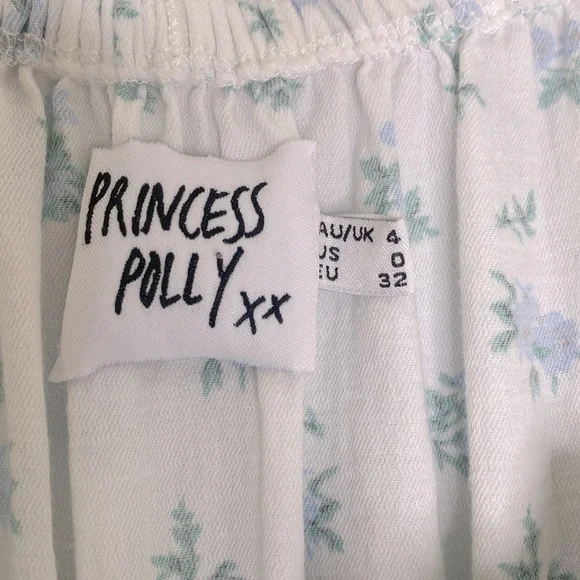 PRINCESS
POLLY xx
AU/UK 4
US 0
EU 32